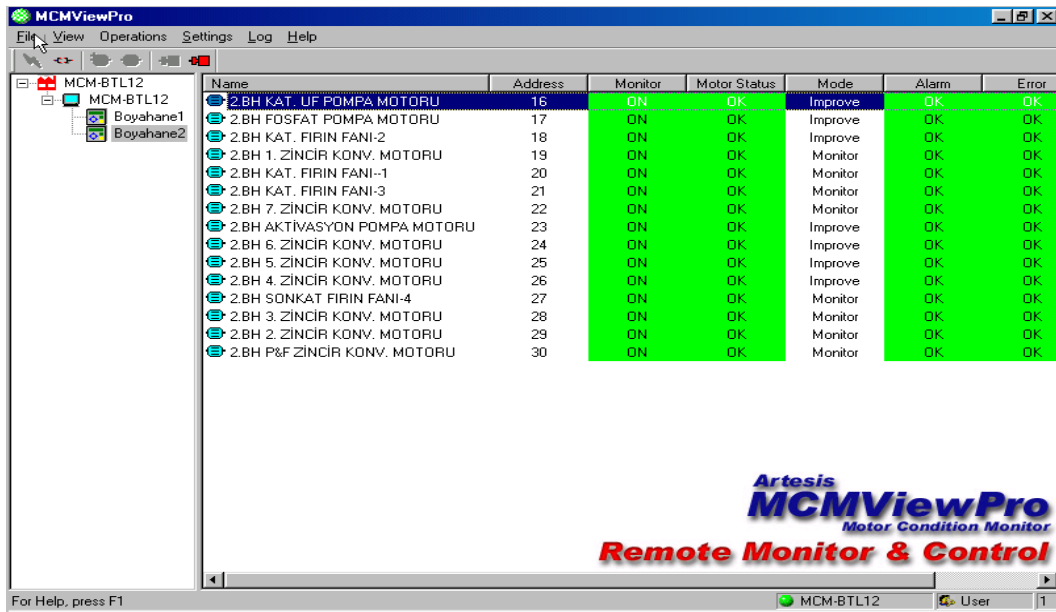 MCMViewPro
File View Operations Settings Log Help
MCM-BTL12
MCM-BTL12
Boyahane1
Boyahane2
Name Address Monitor Motor Status Mode Alarm Error
2.BH KAT. UF POMPA MOTORU 16 ON OK Improve OK OK
2.BH FOSFAT POMPA MOTORU 17 ON OK Improve OK OK
2.BH KAT. FIRIN FANI-2 18 ON OK Improve OK OK
2.BH 1. ZİNCİR KONV. MOTORU 19 ON OK Monitor OK OK
2.BH KAT. FIRIN FANI--1 20 ON OK Monitor OK OK
2.BH KAT. FIRIN FANI-3 21 ON OK Monitor OK OK
2.BH 7. ZİNCİR KONV. MOTORU 22 ON OK Monitor OK OK
2.BH AKTİVASYON POMPA MOTORU 23 ON OK Improve OK OK
2.BH 6. ZİNCİR KONV. MOTORU 24 ON OK Improve OK OK
2.BH 5. ZİNCİR KONV. MOTORU 25 ON OK Improve OK OK
2.BH 4. ZİNCİR KONV. MOTORU 26 ON OK Improve OK OK
2.BH SONKAT FIRIN FANI-4 27 ON OK Monitor OK OK
2.BH 3. ZİNCİR KONV. MOTORU 28 ON OK Monitor OK OK
2.BH 2. ZİNCİR KONV. MOTORU 29 ON OK Monitor OK OK
2.BH P&F ZİNCİR KONV. MOTORU 30 ON OK Monitor OK OK
Artesis
MCMViewPro
Motor Condition Monitor
Remote Monitor & Control
For Help, press F1 MCM-BTL12 User 1